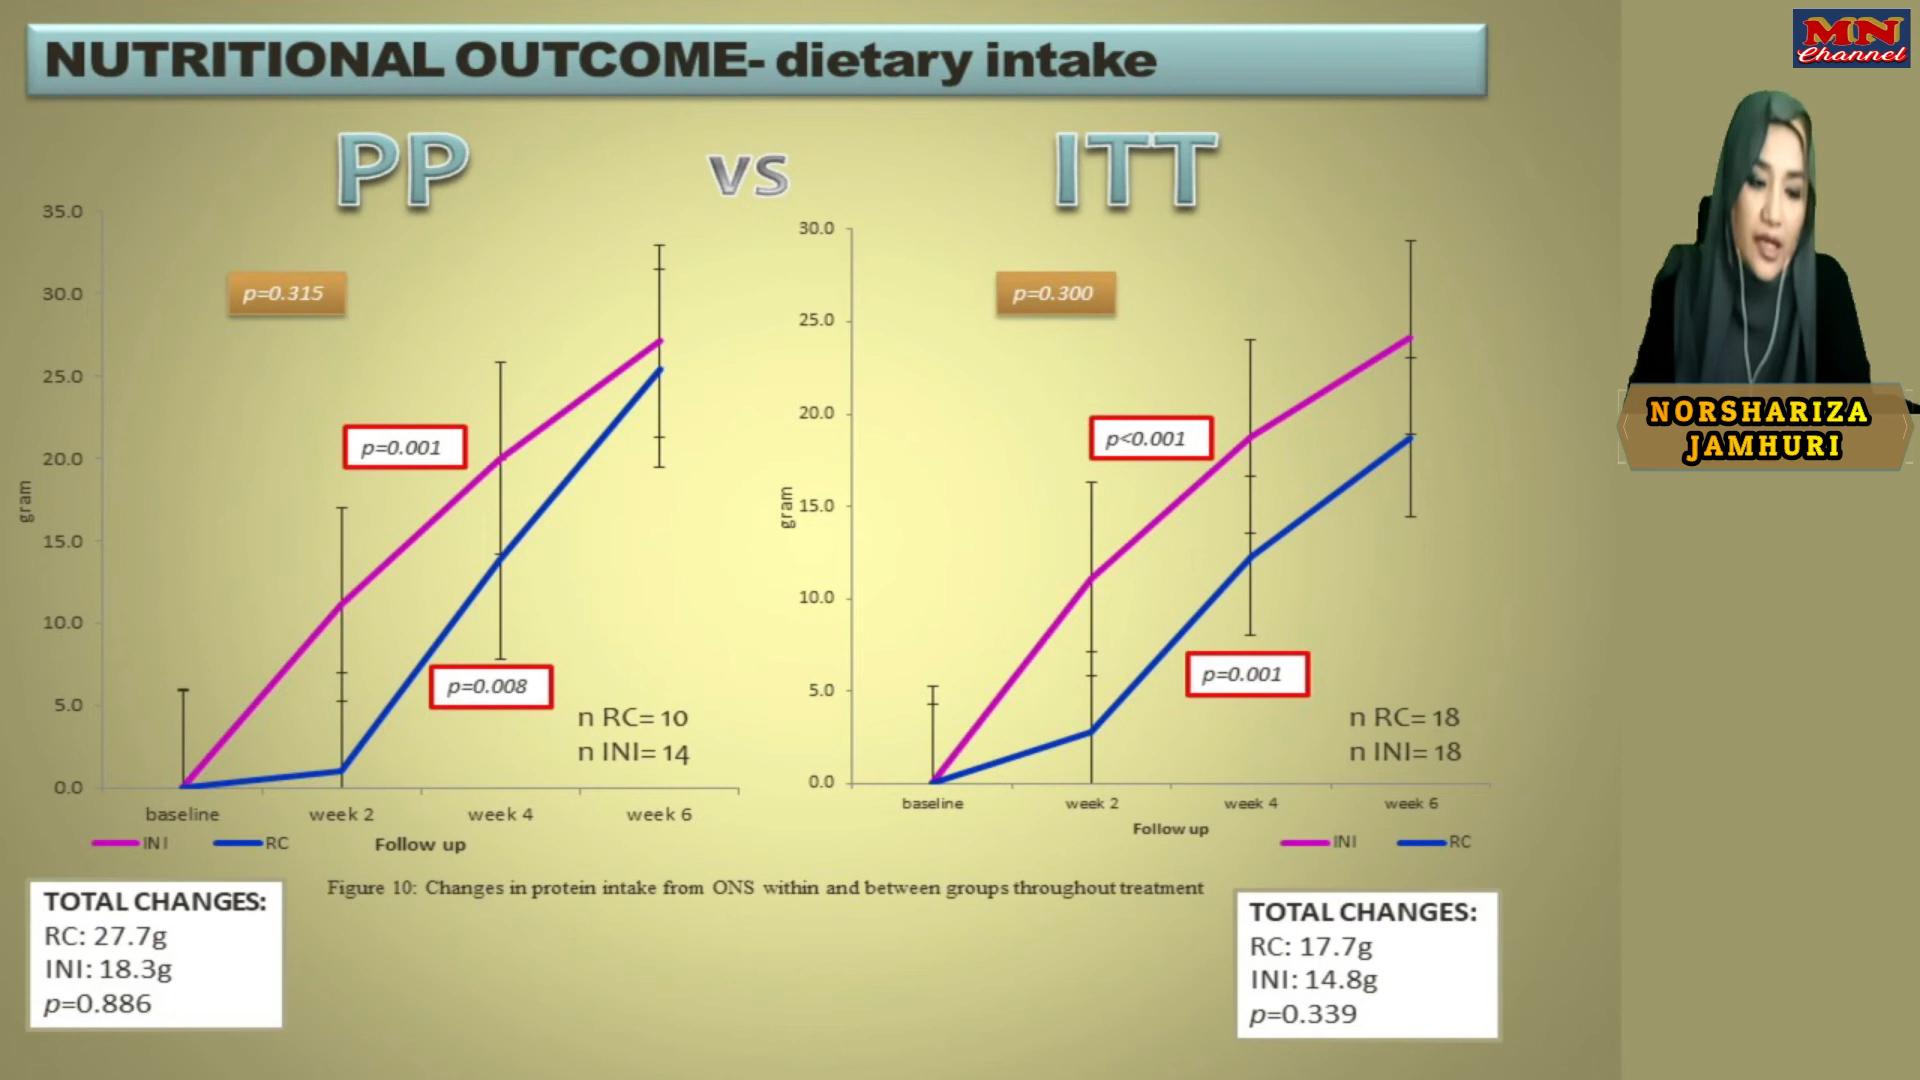 NUTRITIONAL OUTCOME- dietary intake
MN
Channel
PP
vs
ITT
35.0
30.0
25.0
20.0
15.0
10.0
5.0
0.0
gram
p=0.315
p=0.001
p=0.008
n RC= 10
n INI= 14
baseline
week 2
week 4
week 6
INI
RC
Follow up
30.0
25.0
20.0
15.0
10.0
5.0
0.0
gram
p=0.300
p<0.001
p=0.001
n RC= 18
n INI= 18
baseline
week 2
week 4
week 6
Follow up
INI
RC
NORSHARIZA
JAMHURI
Figure 10: Changes in protein intake from ONS within and between groups throughout treatment
TOTAL CHANGES:
RC: 27.7g
INI: 18.3g
p=0.886
TOTAL CHANGES:
RC: 17.7g
INI: 14.8g
p=0.339